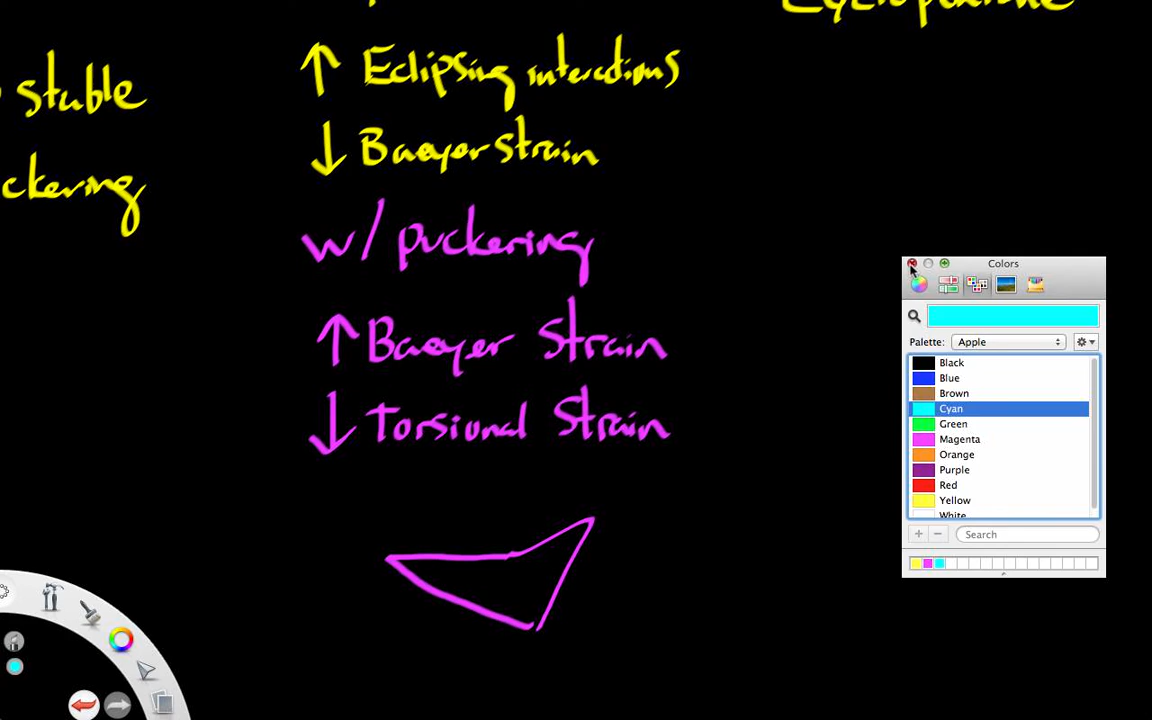 ↑ Eclipsing interactions
stable
↓ Baeyer Strain
ckering
w/ puckering
↑ Baeyer Strain
↓ Torsional Strain
Colors
Palette: Apple
Black
Blue
Brown
Cyan
Green
Magenta
Orange
Purple
Red
Yellow
White
Search